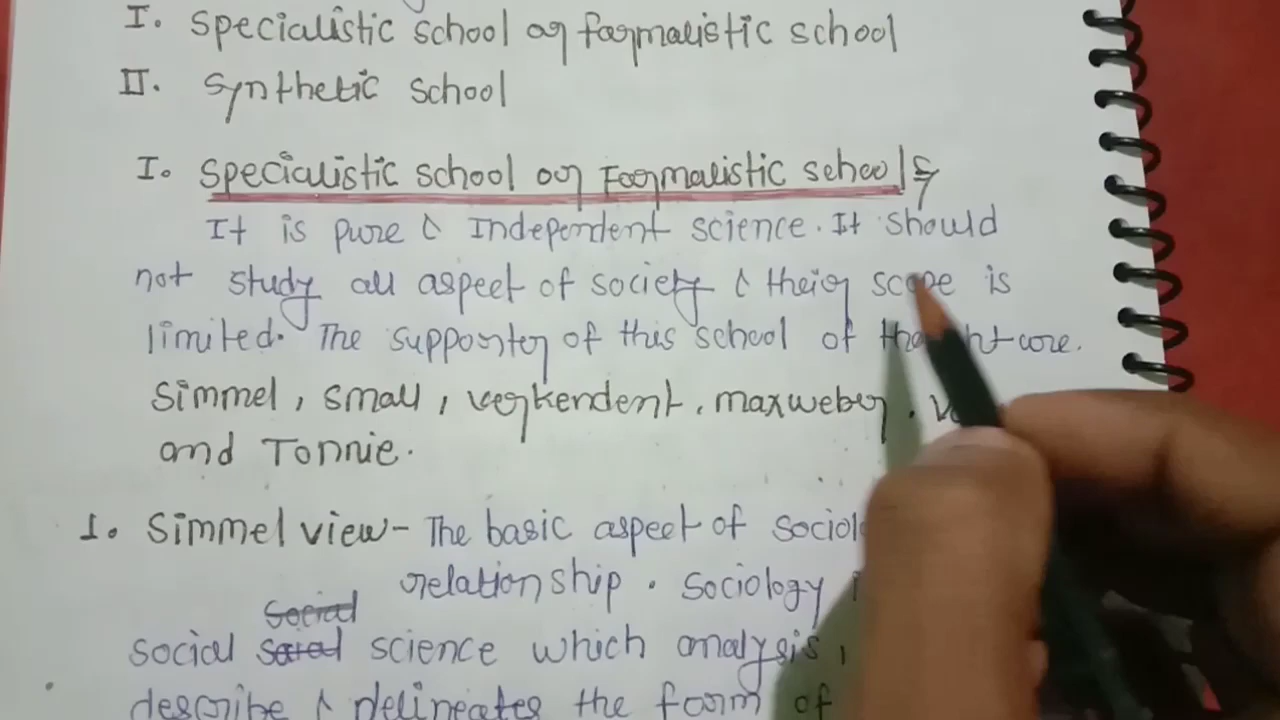 I. Specialistic school or formalistic school
II. Synthetic school
I. Specialistic school or Formalistic school:
It is pure & Independent science. It should
not study all aspect of society & their scope is
limited. The supporter of this school of thought are.
Simmel, small, verkendent, maxweber,
and Tonnie.
1. Simmel view- The basic aspect of
relationship. Sociology
social science which analysis,
describe & delineates the form of